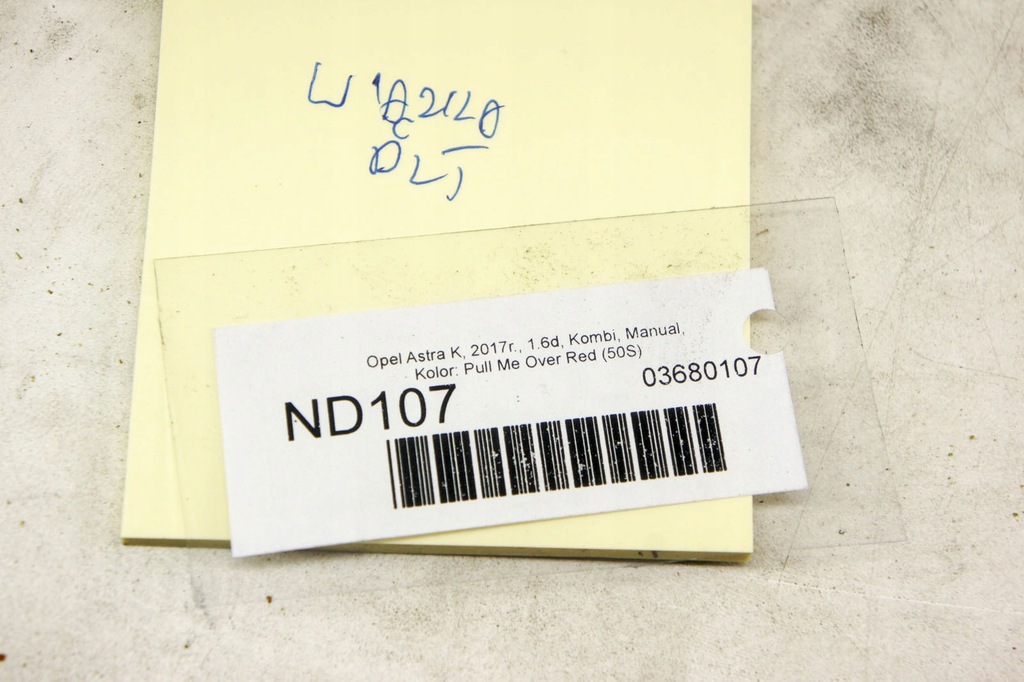 Opel Astra K, 2017r., 1.6d, Kombi, Manual,
Kolor: Pull Me Over Red (50S)
03680107
ND107